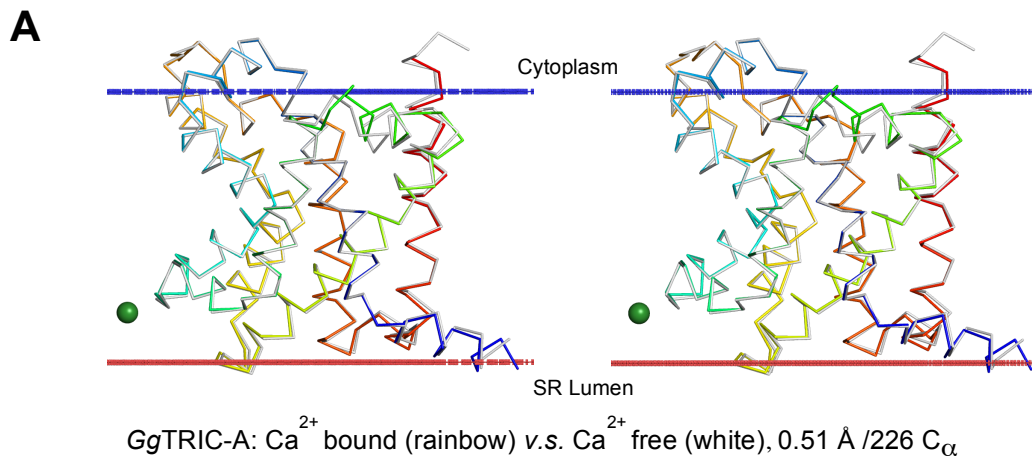 A
Cytoplasm
SR Lumen
GgTRIC-A: Ca²⁺ bound (rainbow) v.s. Ca²⁺ free (white), 0.51 Å /226 Cα